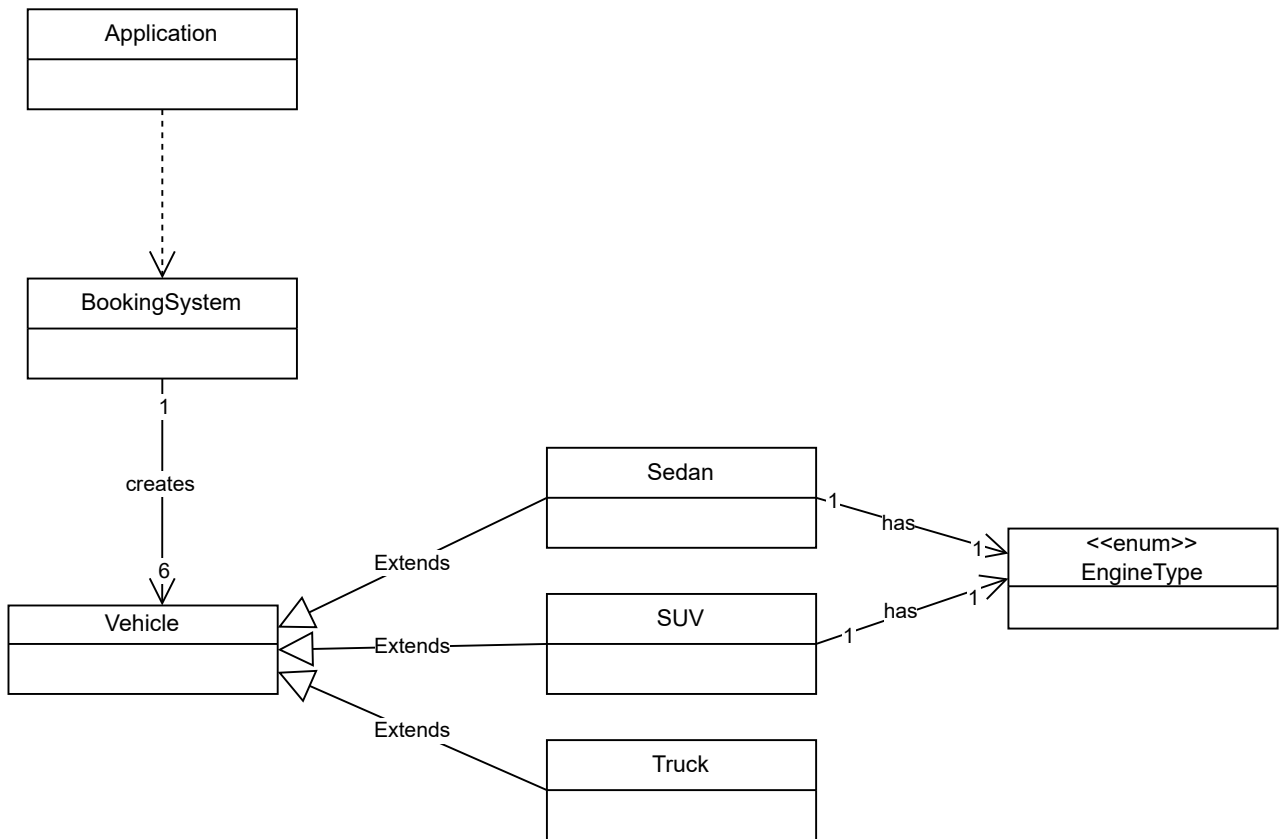 Application
BookingSystem
1
creates
6
Vehicle
Extends
Extends
Extends
Sedan
SUV
Truck
1
has
1
1
has
1
<<enum>>
EngineType